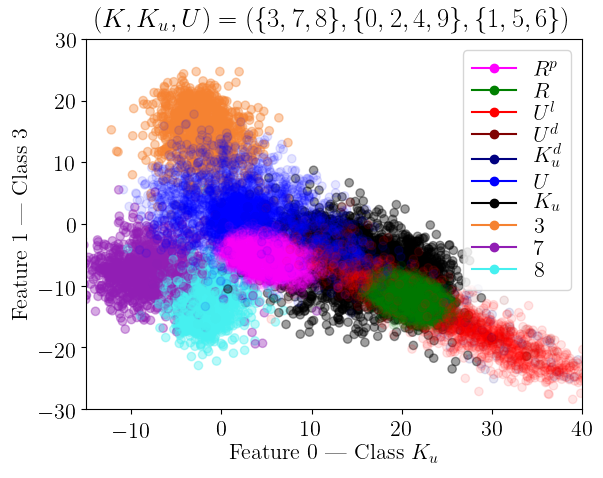 (K, K_u, U) = ({3, 7, 8}, {0, 2, 4, 9}, {1, 5, 6})
30
20
10
0
−10
−20
−30
Feature 1 — Class 3
R^p
R
U^l
U^d
K_u^d
U
K_u
3
7
8
−10
0
10
20
30
40
Feature 0 — Class K_u